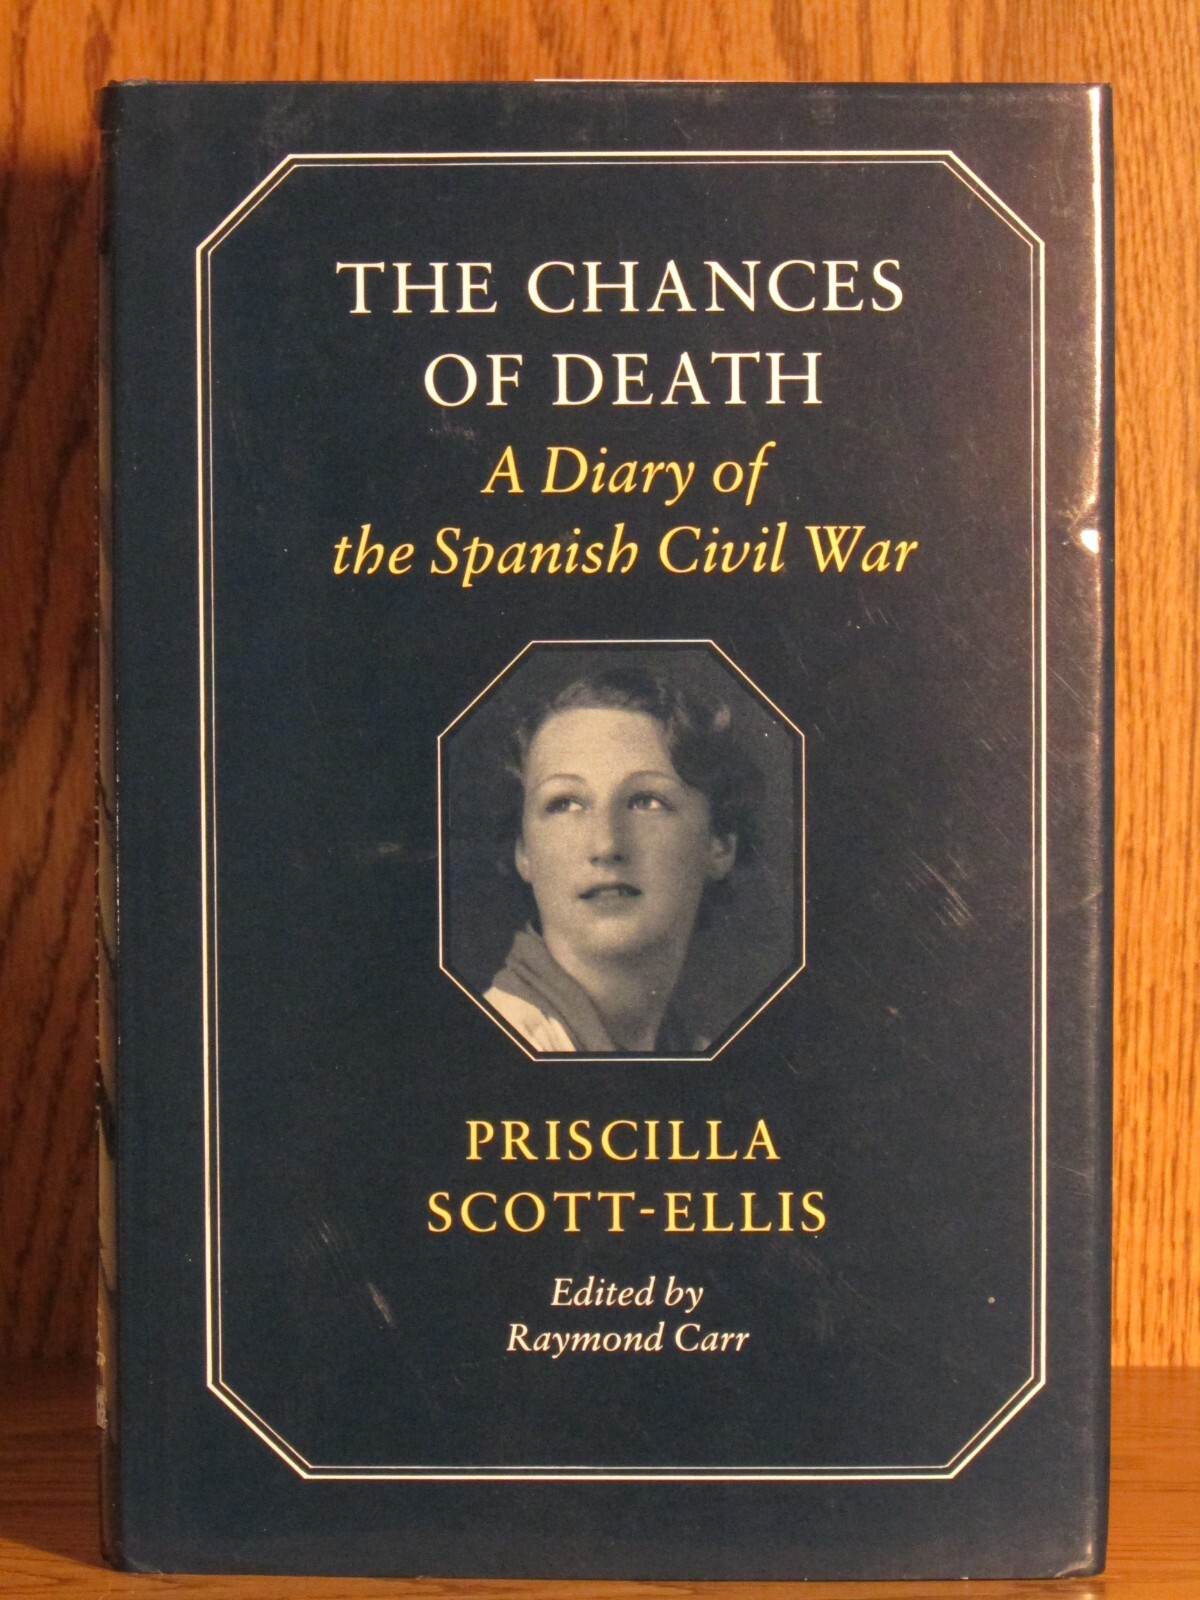 THE CHANCES
OF DEATH
A Diary of
the Spanish Civil War
PRISCILLA
SCOTT-ELLIS
Edited by
Raymond Carr